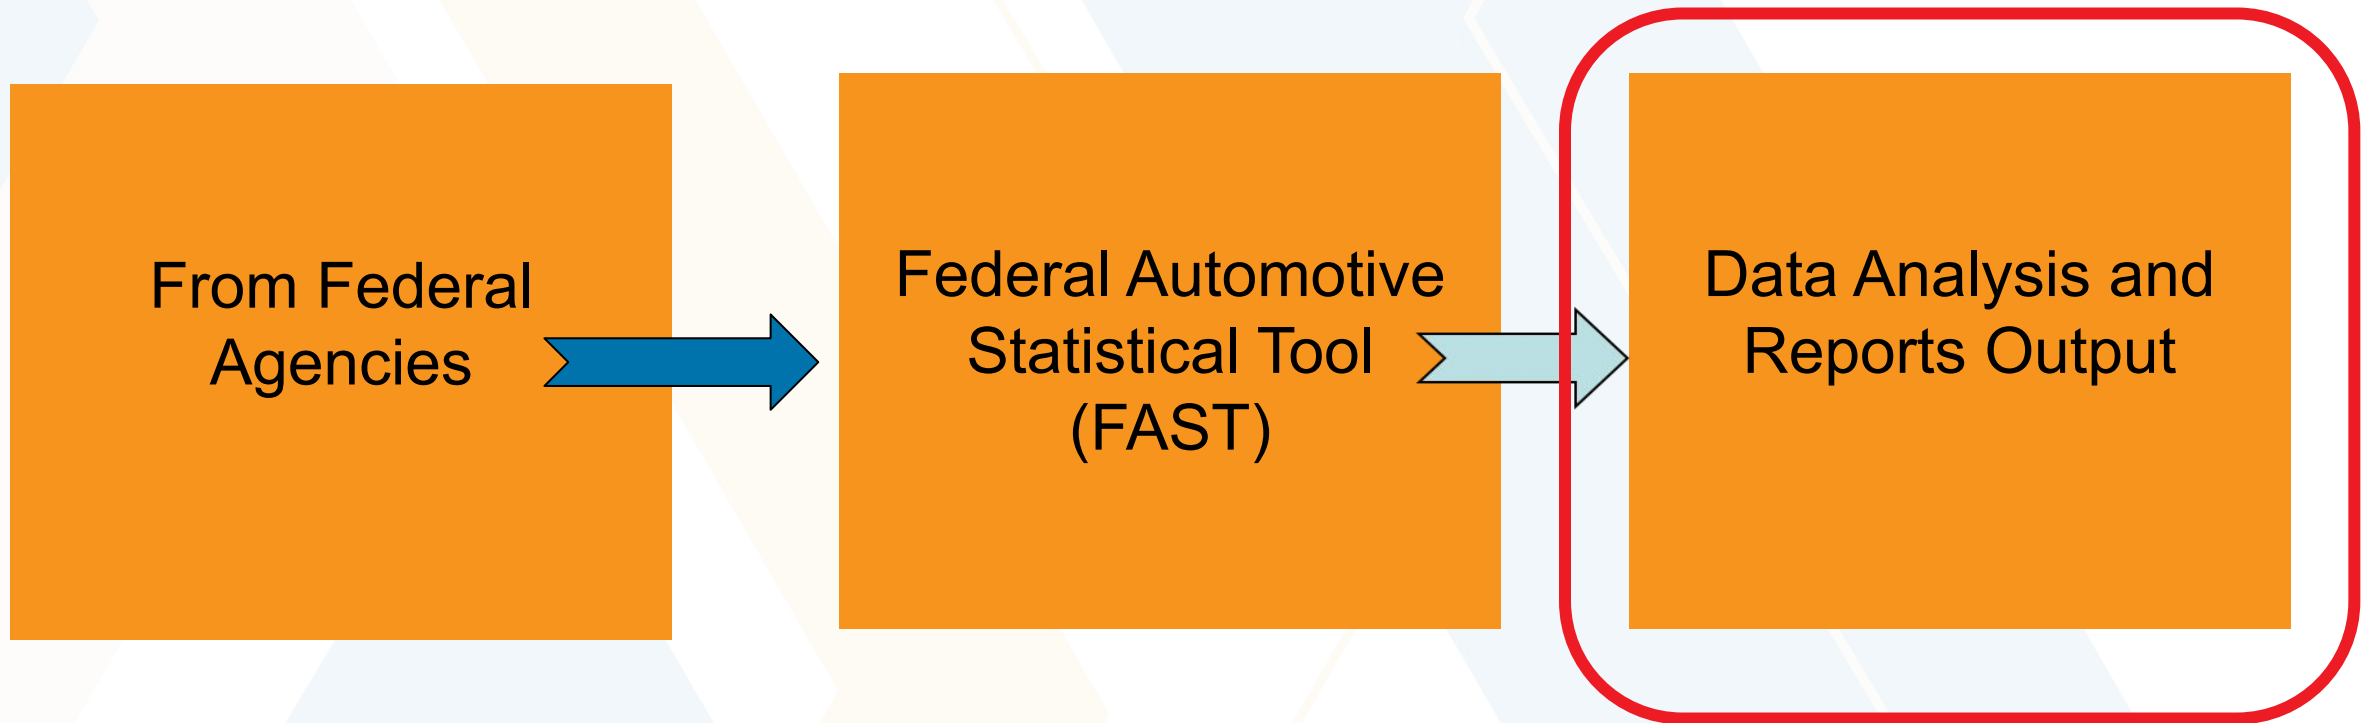 From Federal
Agencies
Federal Automotive
Statistical Tool
(FAST)
Data Analysis and
Reports Output